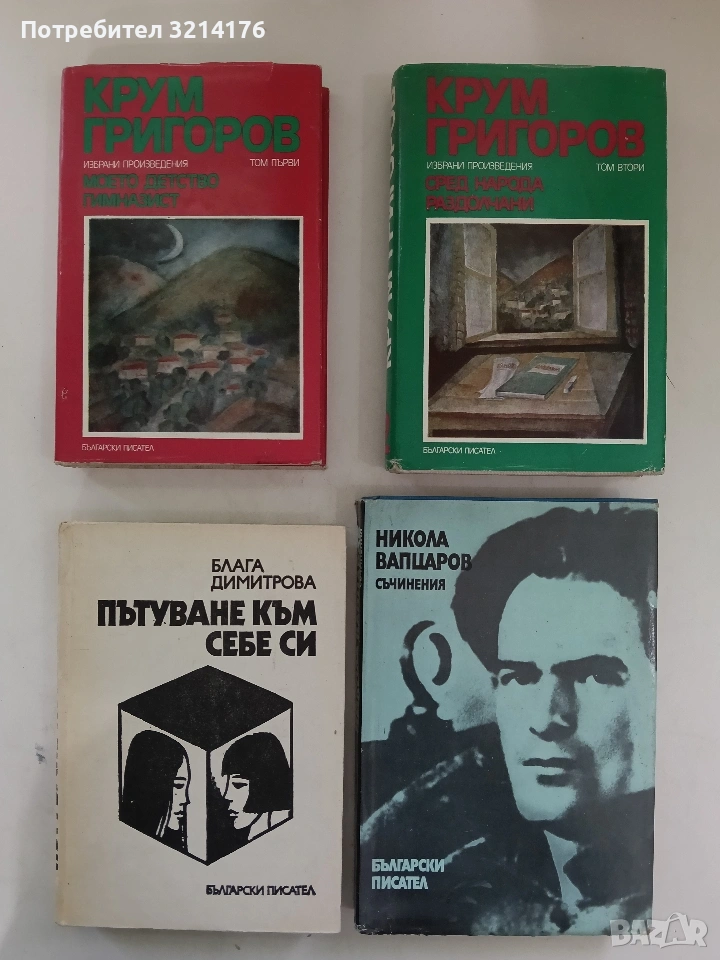 Потребител 3214176
КРУМ
ГРИГОРОВ
ИЗБРАНИ ПРОИЗВЕДЕНИЯ ТОМ ПЪРВИ
МОЕТО ДЕТСТВО
ГИМНАЗИСТ
БЪЛГАРСКИ ПИСАТЕЛ
КРУМ
ГРИГОРОВ
ИЗБРАНИ ПРОИЗВЕДЕНИЯ ТОМ ВТОРИ
СРЕД НАРОДА
РАЗДОЛЧАНИ
БЪЛГАРСКИ ПИСАТЕЛ
БЛАГА
ДИМИТРОВА
ПЪТУВАНЕ КЪМ
СЕБЕ СИ
БЪЛГАРСКИ ПИСАТЕЛ
НИКОЛА
ВАПЦАРОВ
СЪЧИНЕНИЯ
БЪЛГАРСКИ
ПИСАТЕЛ
BAZAR